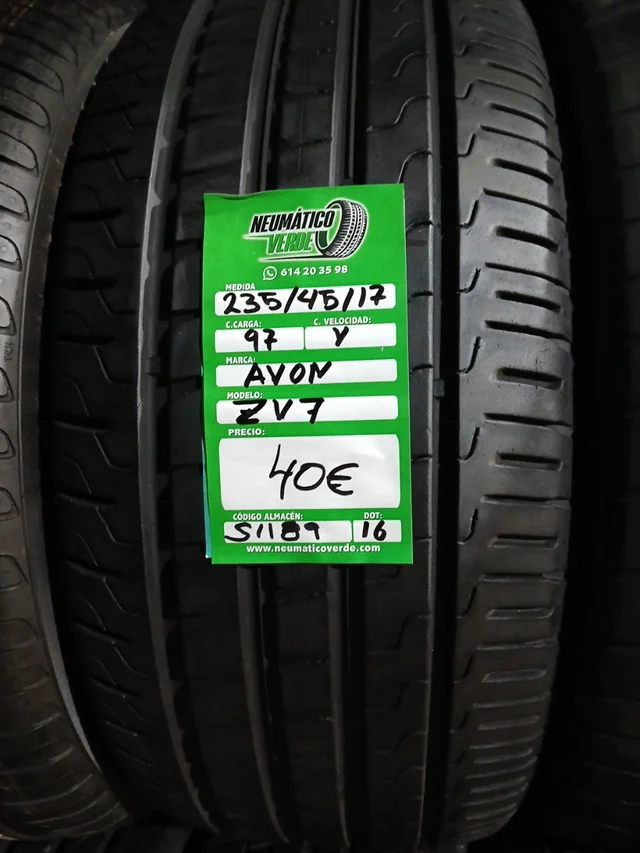 NEUMÁTICO
VERDE
614 20 35 98
MEDIDA
235/45/17
C.CARGA: C. VELOCIDAD:
97 Y
MARCA:
AVON
MODELO:
ZV7
PRECIO:
40€
CÓDIGO ALMACÉN: DOT:
S1189 16
www.neumaticoverde.com